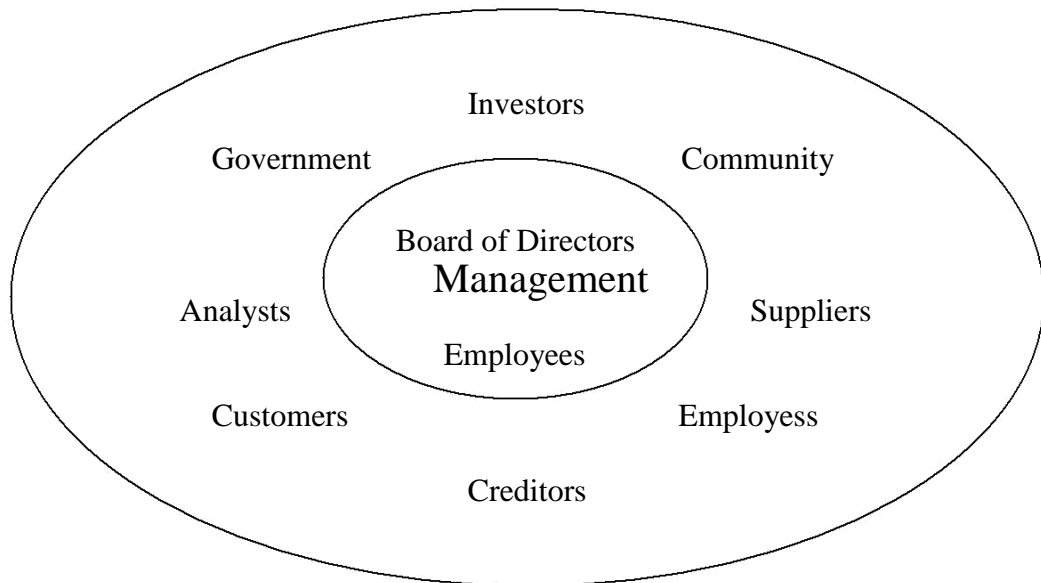 Investors
Government
Community
Board of Directors
Management
Analysts
Suppliers
Employees
Customers
Employess
Creditors